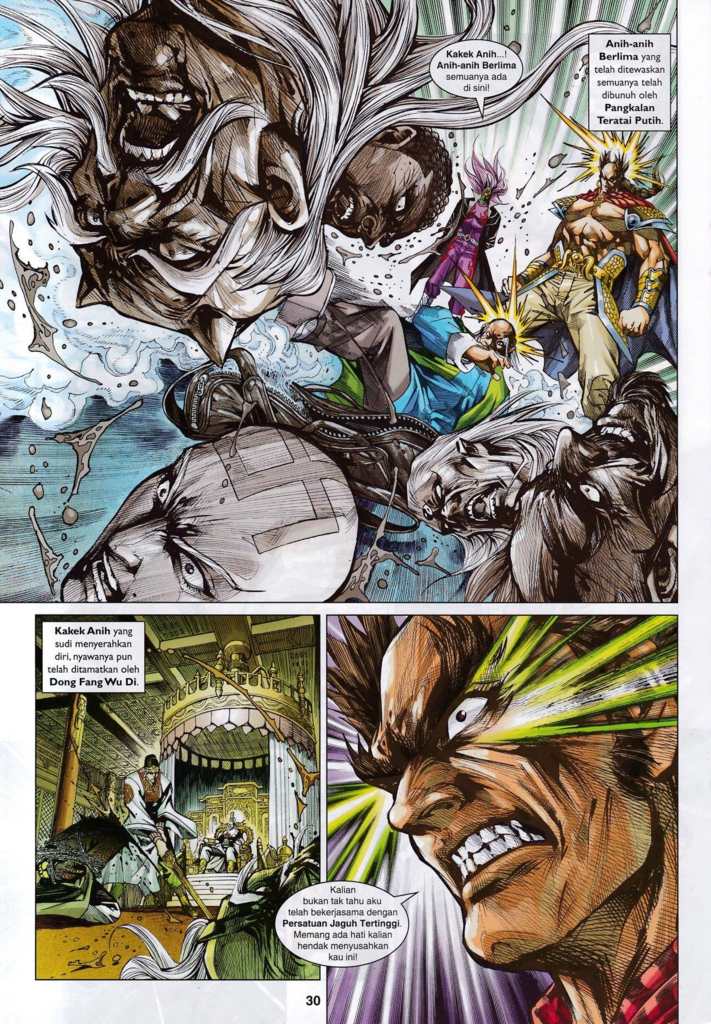 Kakek Anih...!
Anih-anih Berlima
semuanya ada
di sini!
Anih-anih
Berlima yang
telah ditewaskan
semuanya telah
dibunuh oleh
Pangkalan
Teratai Putih.
Kakek Anih yang
sudi menyerahkan
diri, nyawanya pun
telah ditamatkan oleh
Dong Fang Wu Di.
Kalian
bukan tak tahu aku
telah bekerjasama dengan
Persatuan Jaguh Tertinggi.
Memang ada hati kalian
hendak menyusahkan
kau ini!
30